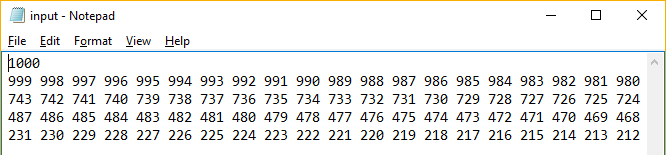 input - Notepad
File Edit Format View Help
1000
999 998 997 996 995 994 993 992 991 990 989 988 987 986 985 984 983 982 981 980
743 742 741 740 739 738 737 736 735 734 733 732 731 730 729 728 727 726 725 724
487 486 485 484 483 482 481 480 479 478 477 476 475 474 473 472 471 470 469 468
231 230 229 228 227 226 225 224 223 222 221 220 219 218 217 216 215 214 213 212